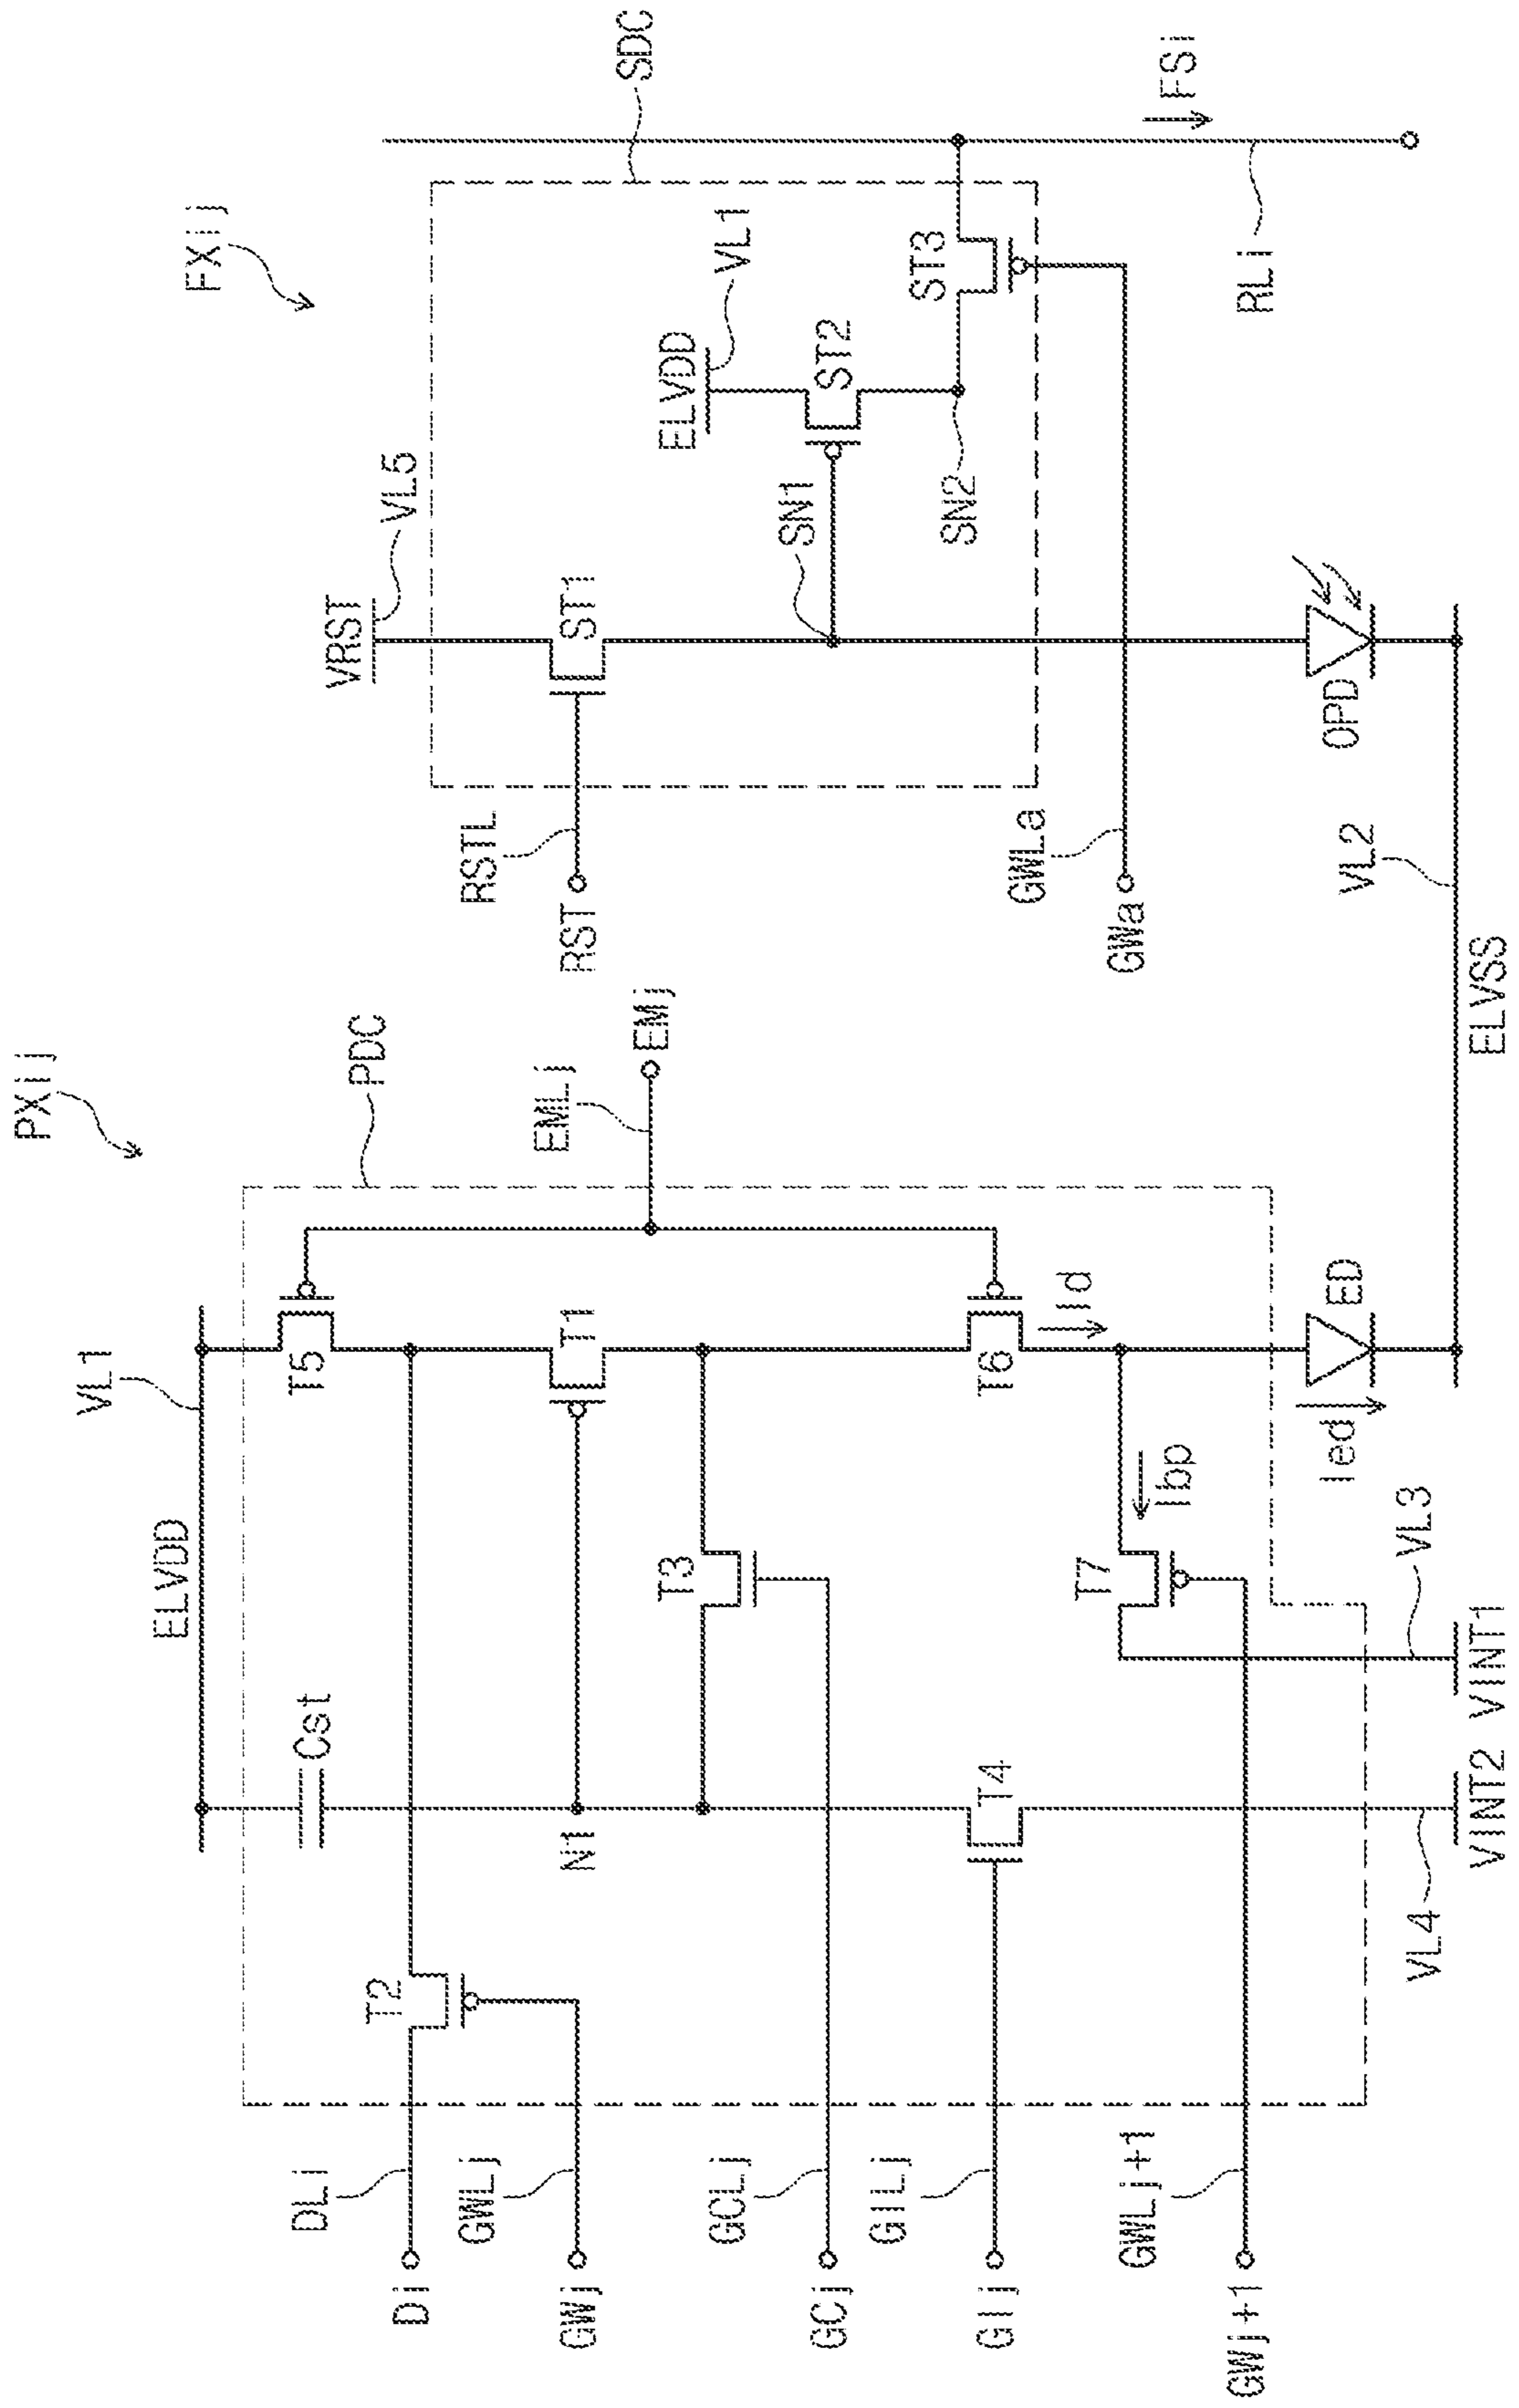 PXij
FXij
VL1
ELVDD
PDC
SDC
Cst
T5
DLi
Di
T2
GWLj
GWj
N1
T1
EMLj
EMj
T3
GCLj
GCj
T4
GILj
GIj
T6
Id
T7
Ibp
GWLj+1
GWj+1
ED
Ied
VL3
VL4
VINT2
VINT1
VRST
VL5
RSTL
RST
ST1
SN1
ELVDD
VL1
ST2
SN2
ST3
GWLa
GWa
OPD
VL2
ELVSS
RLi
FSi